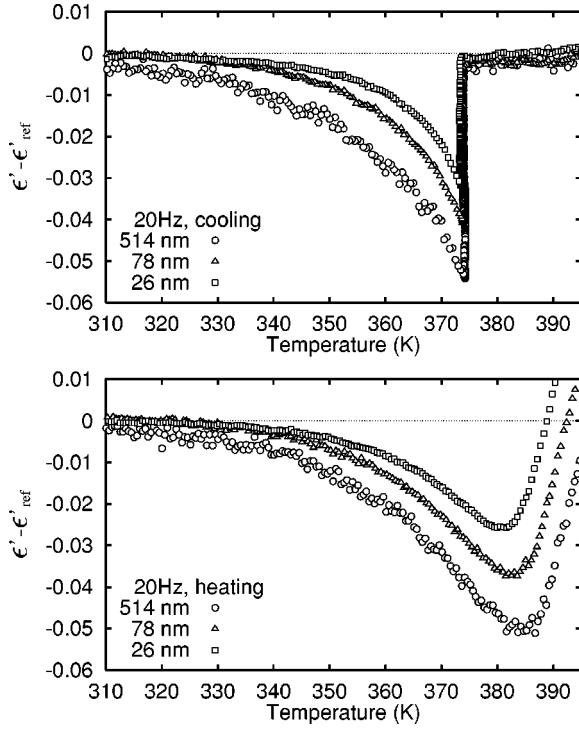 0.01
0
-0.01
-0.02
-0.03
-0.04
-0.05
-0.06
ϵ' - ϵ'ref
20Hz, cooling
514 nm
78 nm
26 nm
310 320 330 340 350 360 370 380 390
Temperature (K)
0.01
0
-0.01
-0.02
-0.03
-0.04
-0.05
-0.06
ϵ' - ϵ'ref
20Hz, heating
514 nm
78 nm
26 nm
310 320 330 340 350 360 370 380 390
Temperature (K)